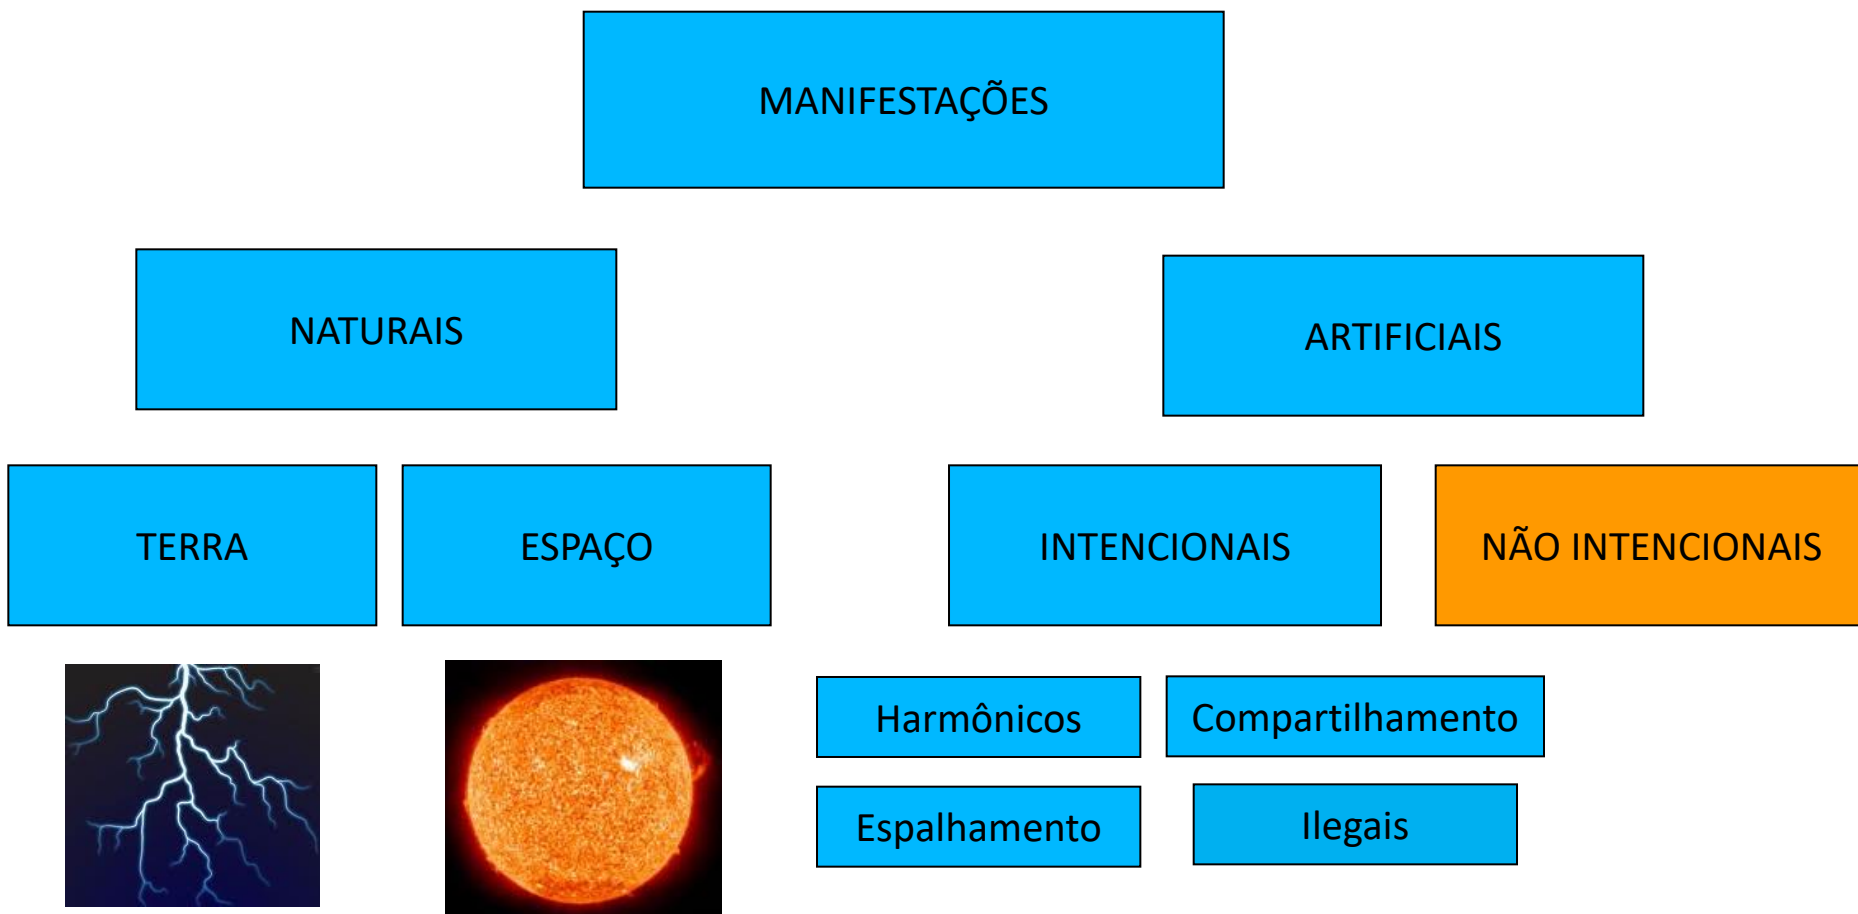 MANIFESTAÇÕES
NATURAIS
ARTIFICIAIS
TERRA
ESPAÇO
INTENCIONAIS
NÃO INTENCIONAIS
Harmônicos
Compartilhamento
Espalhamento
Ilegais